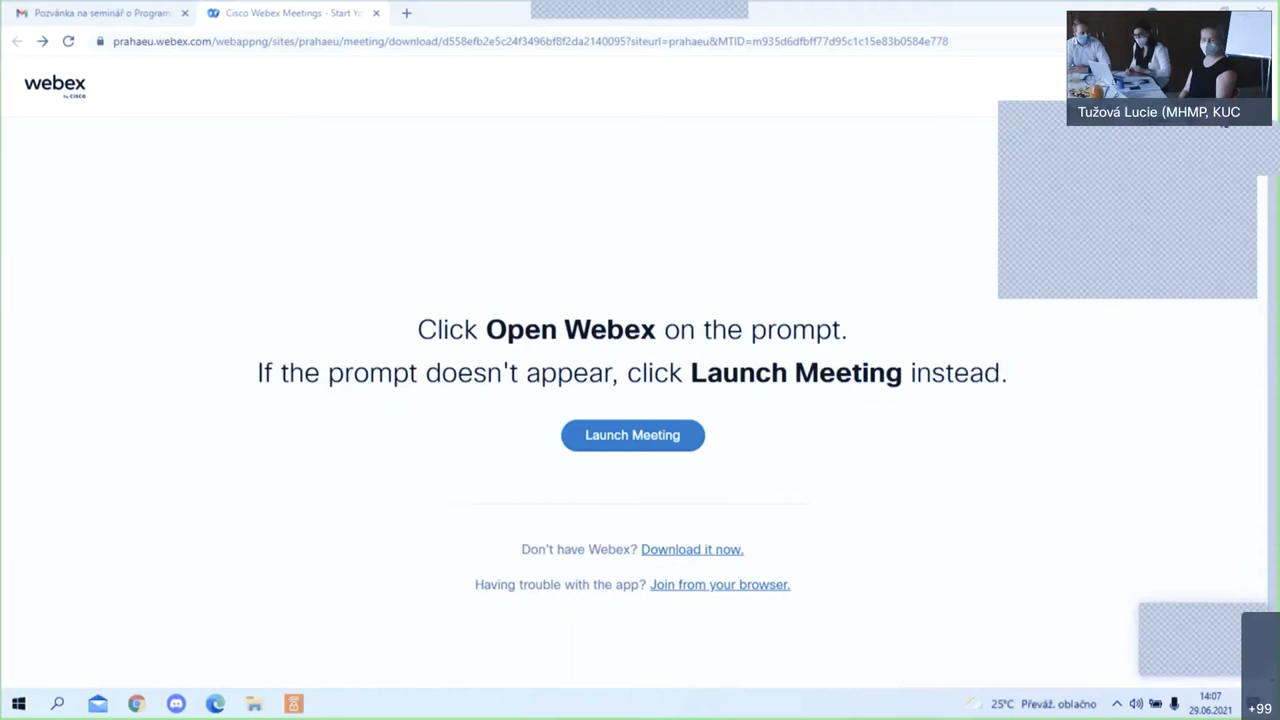 Pozvánka na seminář o Program
Cisco Webex Meetings - Start Yo
prahaeu.webex.com/webappng/sites/prahaeu/meeting/download/d558efb2e5c24f3496bf8f2da2140095?siteurl=prahaeu&MTID=m935d6dfbff77d95c1c15e83b0584e778
webex
by CISCO
Tužová Lucie (MHMP, KUC
Click Open Webex on the prompt.
If the prompt doesn't appear, click Launch Meeting instead.
Launch Meeting
Don't have Webex? Download it now.
Having trouble with the app? Join from your browser.
25°C Převáž. oblačno
14:07
29.06.2021
+99